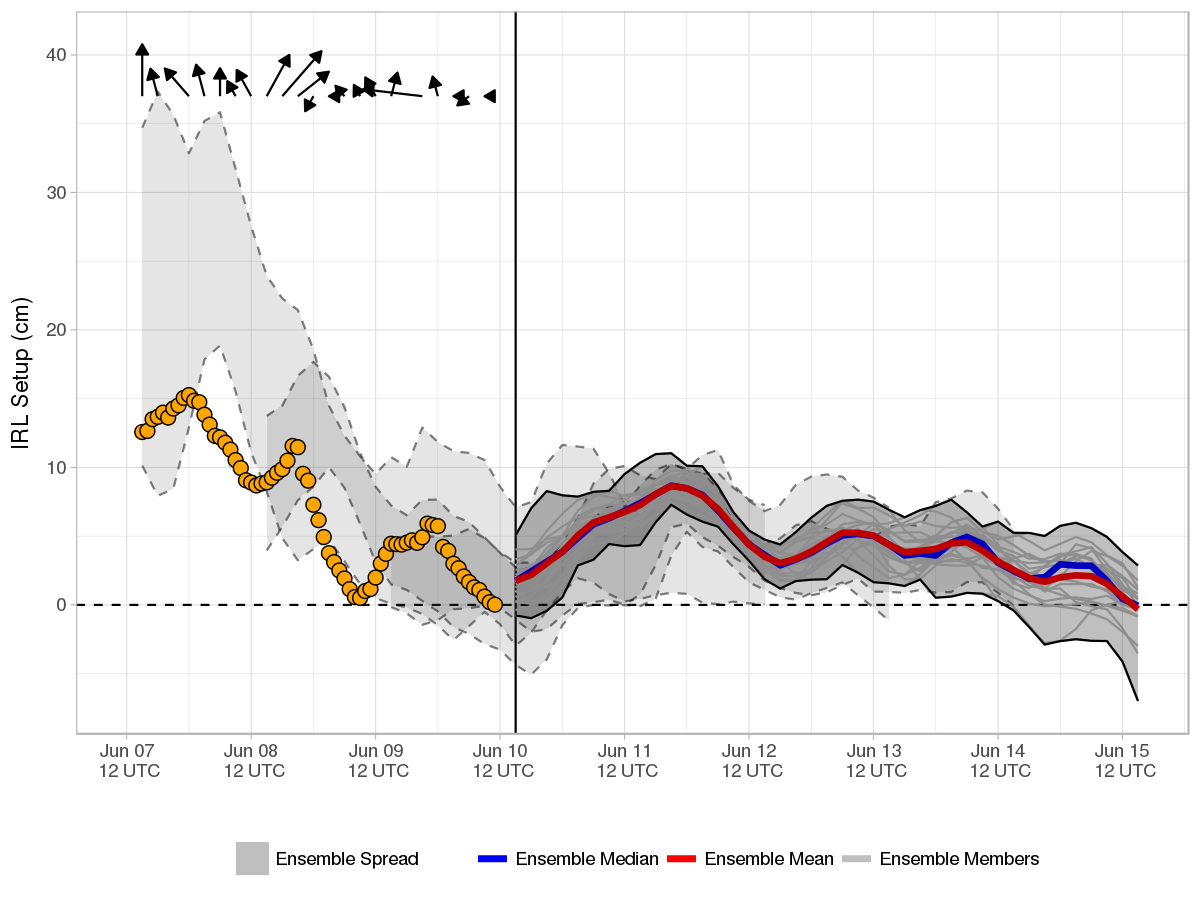 IRL Setup (cm)
40
30
20
10
0
Jun 07
12 UTC
Jun 08
12 UTC
Jun 09
12 UTC
Jun 10
12 UTC
Jun 11
12 UTC
Jun 12
12 UTC
Jun 13
12 UTC
Jun 14
12 UTC
Jun 15
12 UTC
Ensemble Spread
Ensemble Median
Ensemble Mean
Ensemble Members